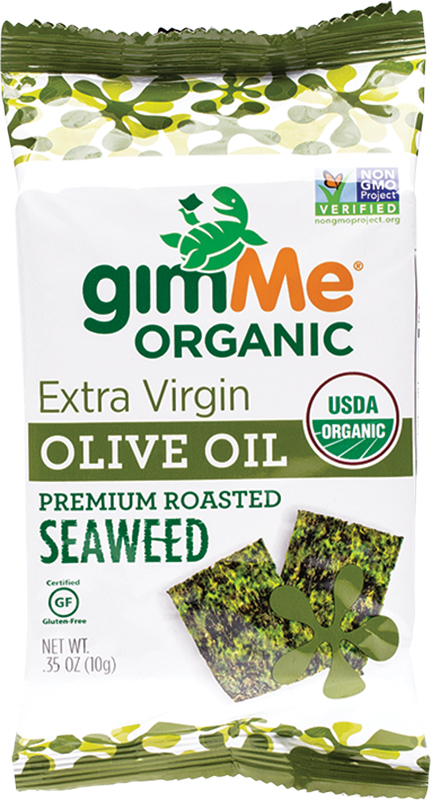 NON
GMO
Project
VERIFIED
nongmoproject.org
gimMe®
ORGANIC
Extra Virgin
OLIVE OIL
USDA
ORGANIC
PREMIUM ROASTED
SEAWEED
Certified
GF
Gluten-Free
NET WT.
.35 OZ (10g)